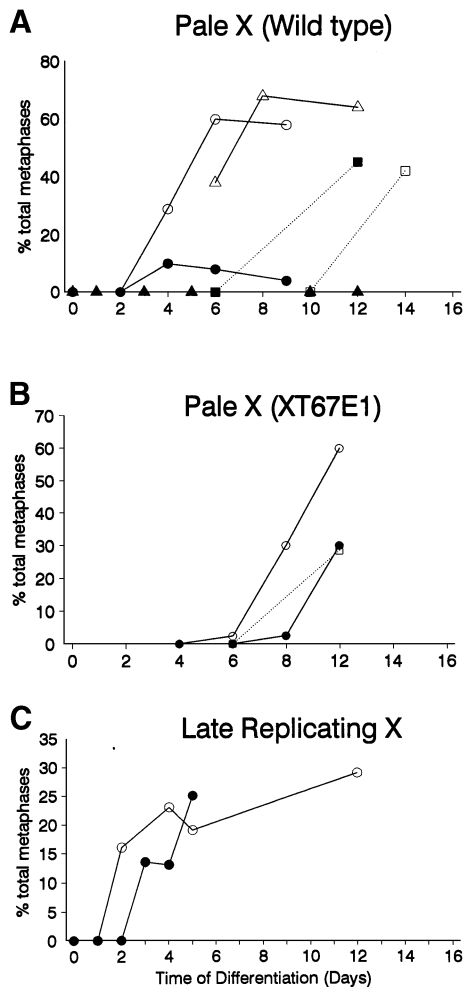 A
Pale X (Wild type)
% total metaphases
80
60
40
20
0
0 2 4 6 8 10 12 14 16
B
Pale X (XT67E1)
% total metaphases
70
60
50
40
30
20
10
0
0 2 4 6 8 12 14 16
C
Late Replicating X
% total metaphases
35
30
25
20
15
10
5
0
0 2 4 6 8 10 12 14 16
Time of Differentiation (Days)